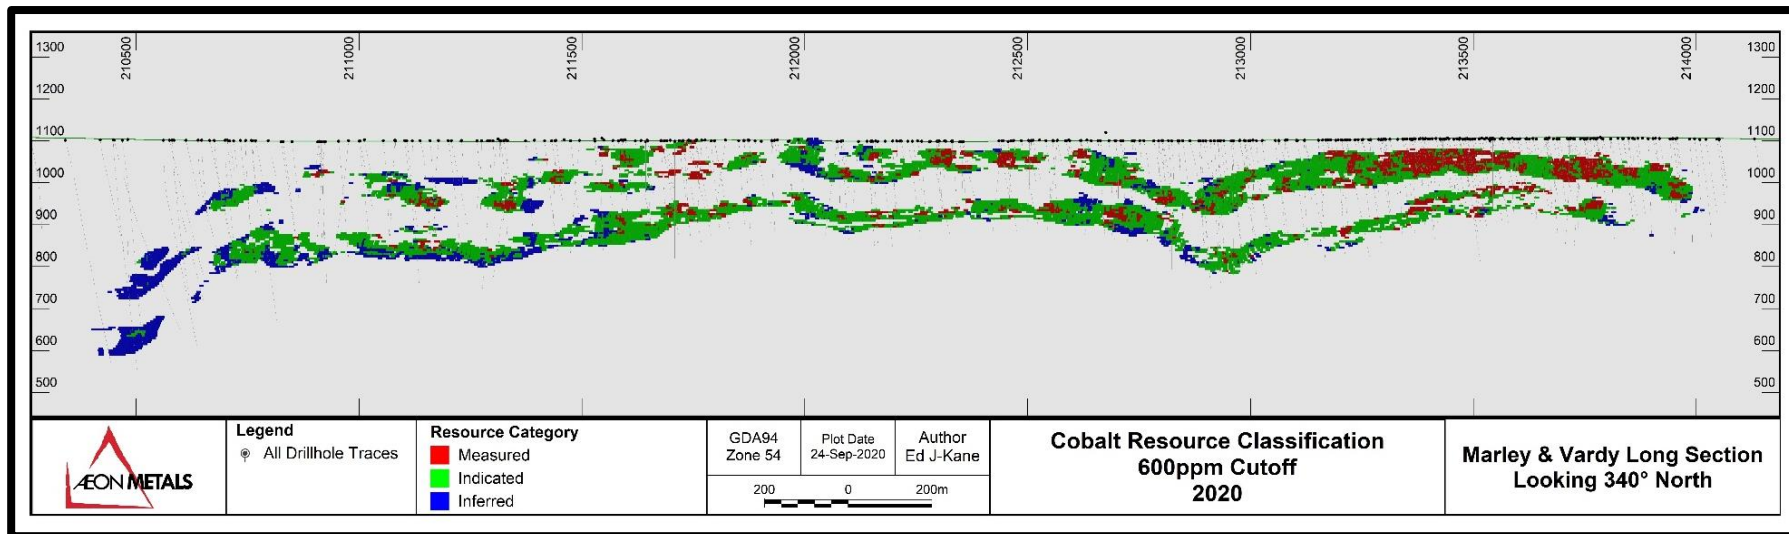 210500 211000 211500 212000 212500 213000 213500 214000
1300 1300
1200 1200
1100 1100
1000 1000
900 900
800 800
700 700
600 600
500 500
AEON METALS
Legend
All Drillhole Traces
Resource Category
Measured
Indicated
Inferred
GDA94
Zone 54
Plot Date
24-Sep-2020
Author
Ed J-Kane
200 0 200m
Cobalt Resource Classification
600ppm Cutoff
2020
Marley & Vardy Long Section
Looking 340° North